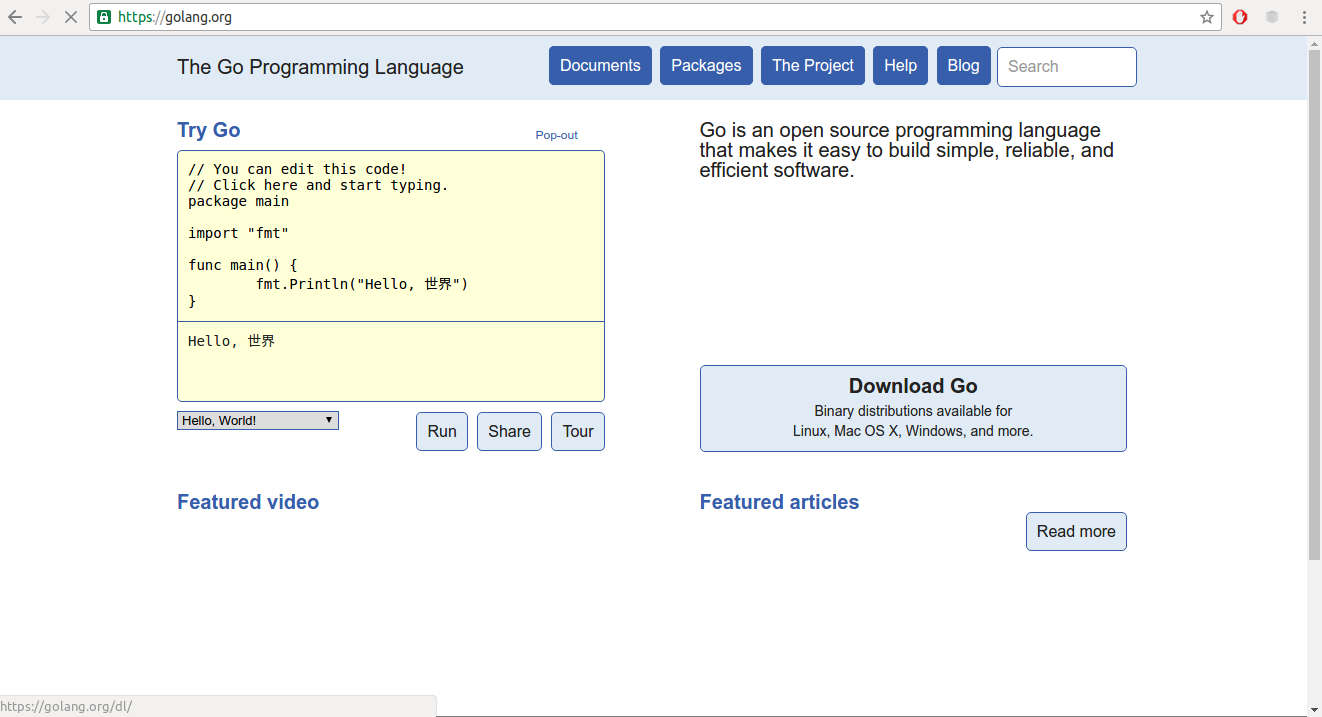 https://golang.org
The Go Programming Language
Documents
Packages
The Project
Help
Blog
Search
Try Go
Pop-out
// You can edit this code!
// Click here and start typing.
package main
import "fmt"
func main() {
fmt.Println("Hello, 世界")
}
Hello, 世界
Hello, World!
Run
Share
Tour
Go is an open source programming language
that makes it easy to build simple, reliable, and
efficient software.
Download Go
Binary distributions available for
Linux, Mac OS X, Windows, and more.
Featured video
Featured articles
Read more
https://golang.org/dl/